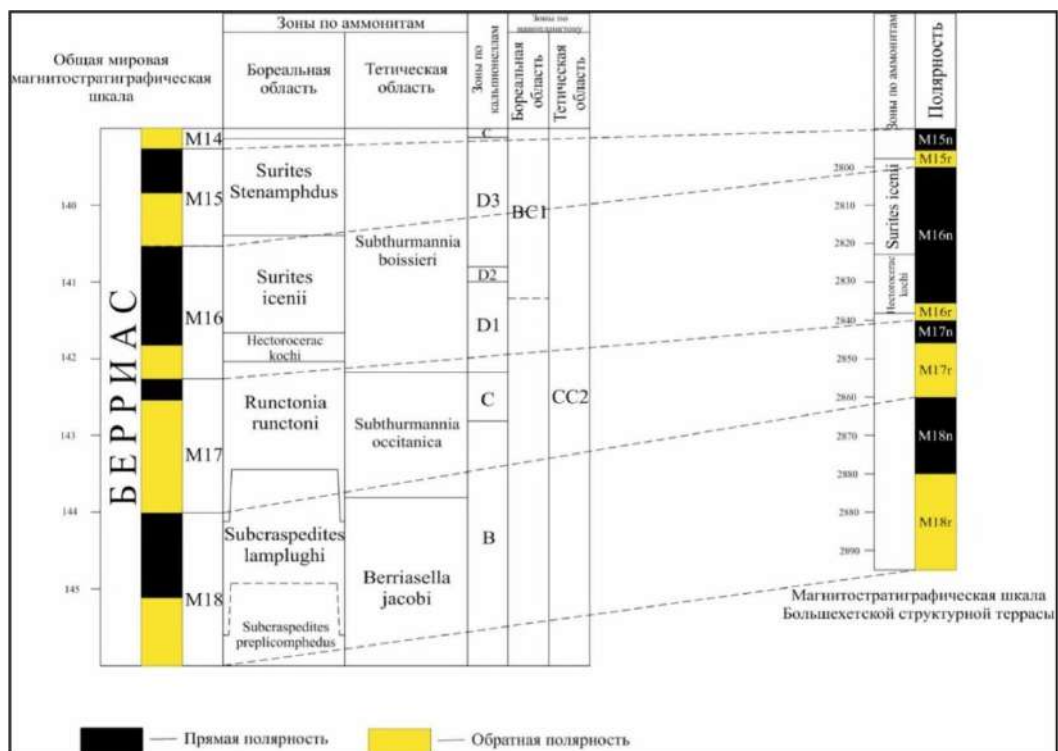 Общая мировая
магнитостратиграфическая
шкала
Зоны по аммонитам
Бореальная
область
Тетическая
область
Зоны по
кальпионеллам
Зоны по
нанопланктону
Бореальная
область
Тетическая
область
БЕРРИАС
140
141
142
143
144
145
M14
M15
M16
M17
M18
Surites
Stenamphdus
Surites
icenii
Hectorocerac
kochi
Runctonia
runctoni
Subcraspedites
lamplughi
Subcraspedites
preplicomphedus
Subthurmannia
boissieri
Subthurmannia
occitanica
Berriasella
jacobi
C
D3
D2
D1
C
B
BC1
CC2
Зоны по аммонитам
Полярность
2800
2810
2820
2830
2840
2850
2860
2870
2880
2890
Surites icenii
Hectorocerac
kochi
M15n
M15r
M16n
M16r
M17n
M17r
M18n
M18r
Магнитостратиграфическая шкала
Большехетской структурной террасы
Прямая полярность
Обратная полярность